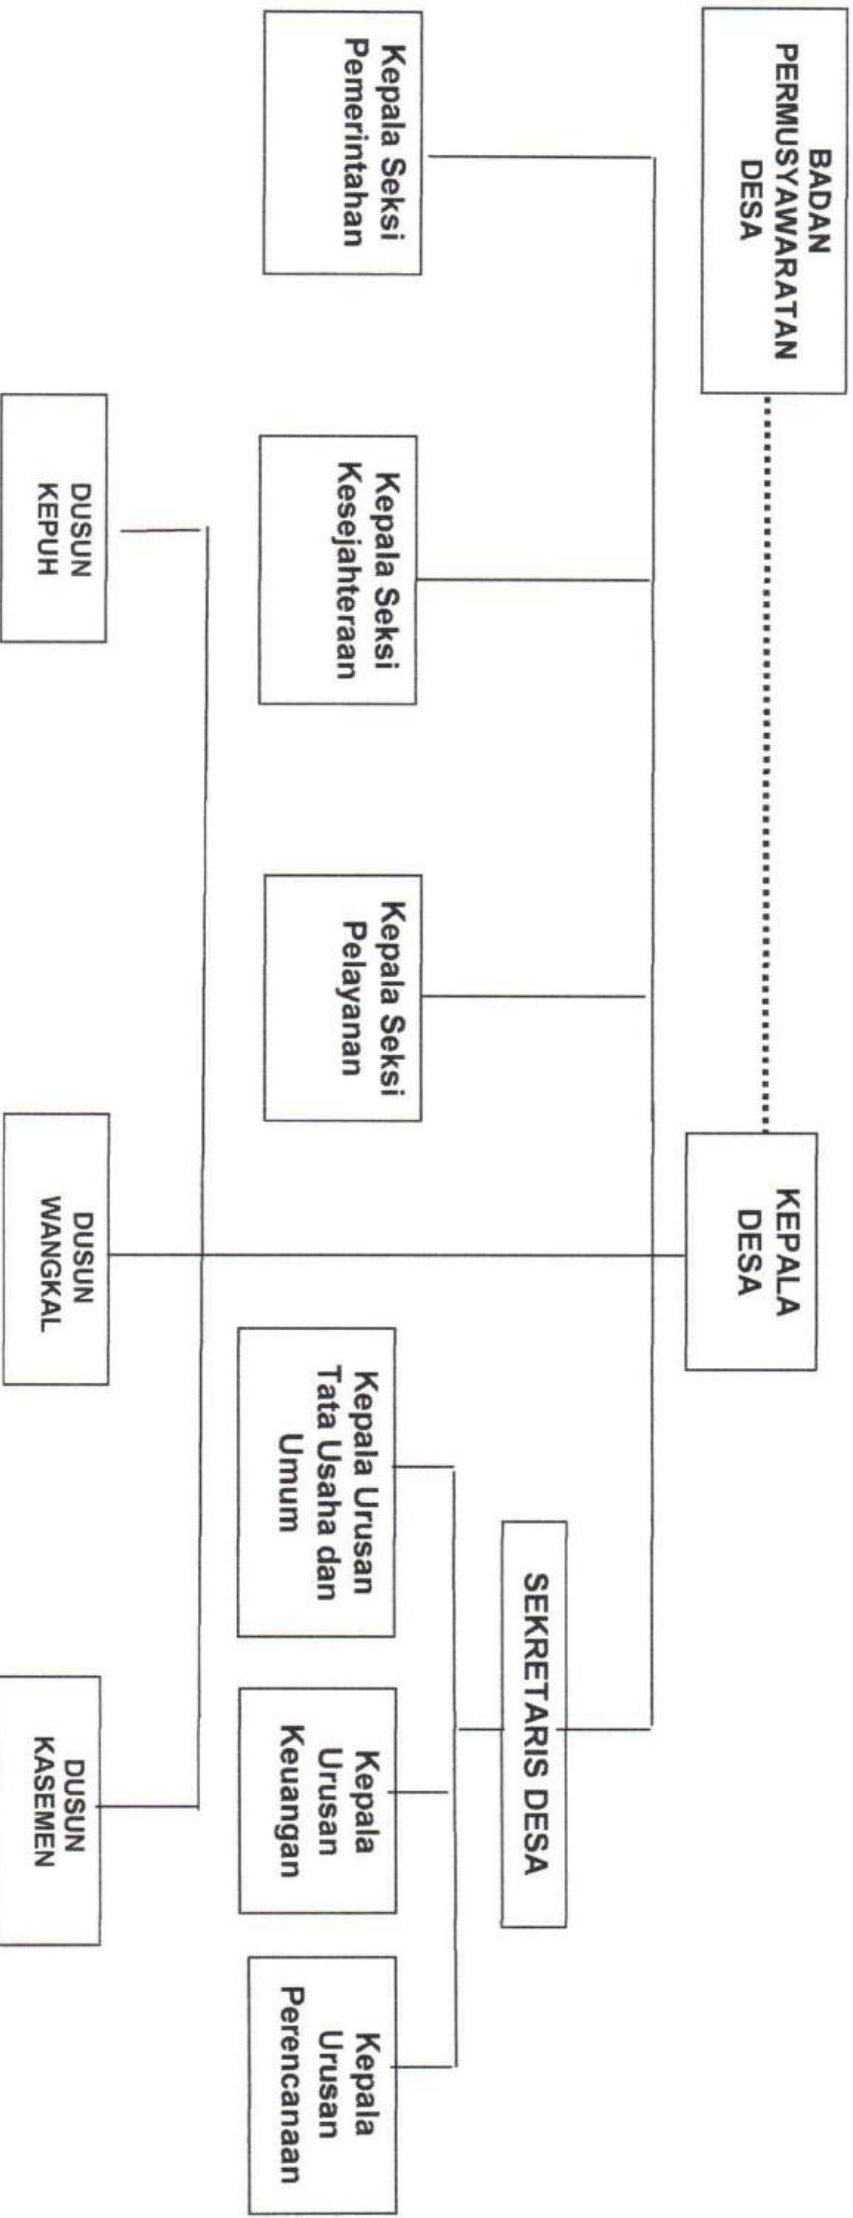 BADAN
PERMUSYAWARATAN
DESA
KEPALA
DESA
SEKRETARIS DESA
Kepala Seksi
Pemerintahan
Kepala Seksi
Kesejahteraan
Kepala Seksi
Pelayanan
Kepala Urusan
Tata Usaha dan
Umum
Kepala
Urusan
Keuangan
Kepala
Urusan
Perencanaan
DUSUN
KEPUH
DUSUN
WANGKAL
DUSUN
KASEMEN